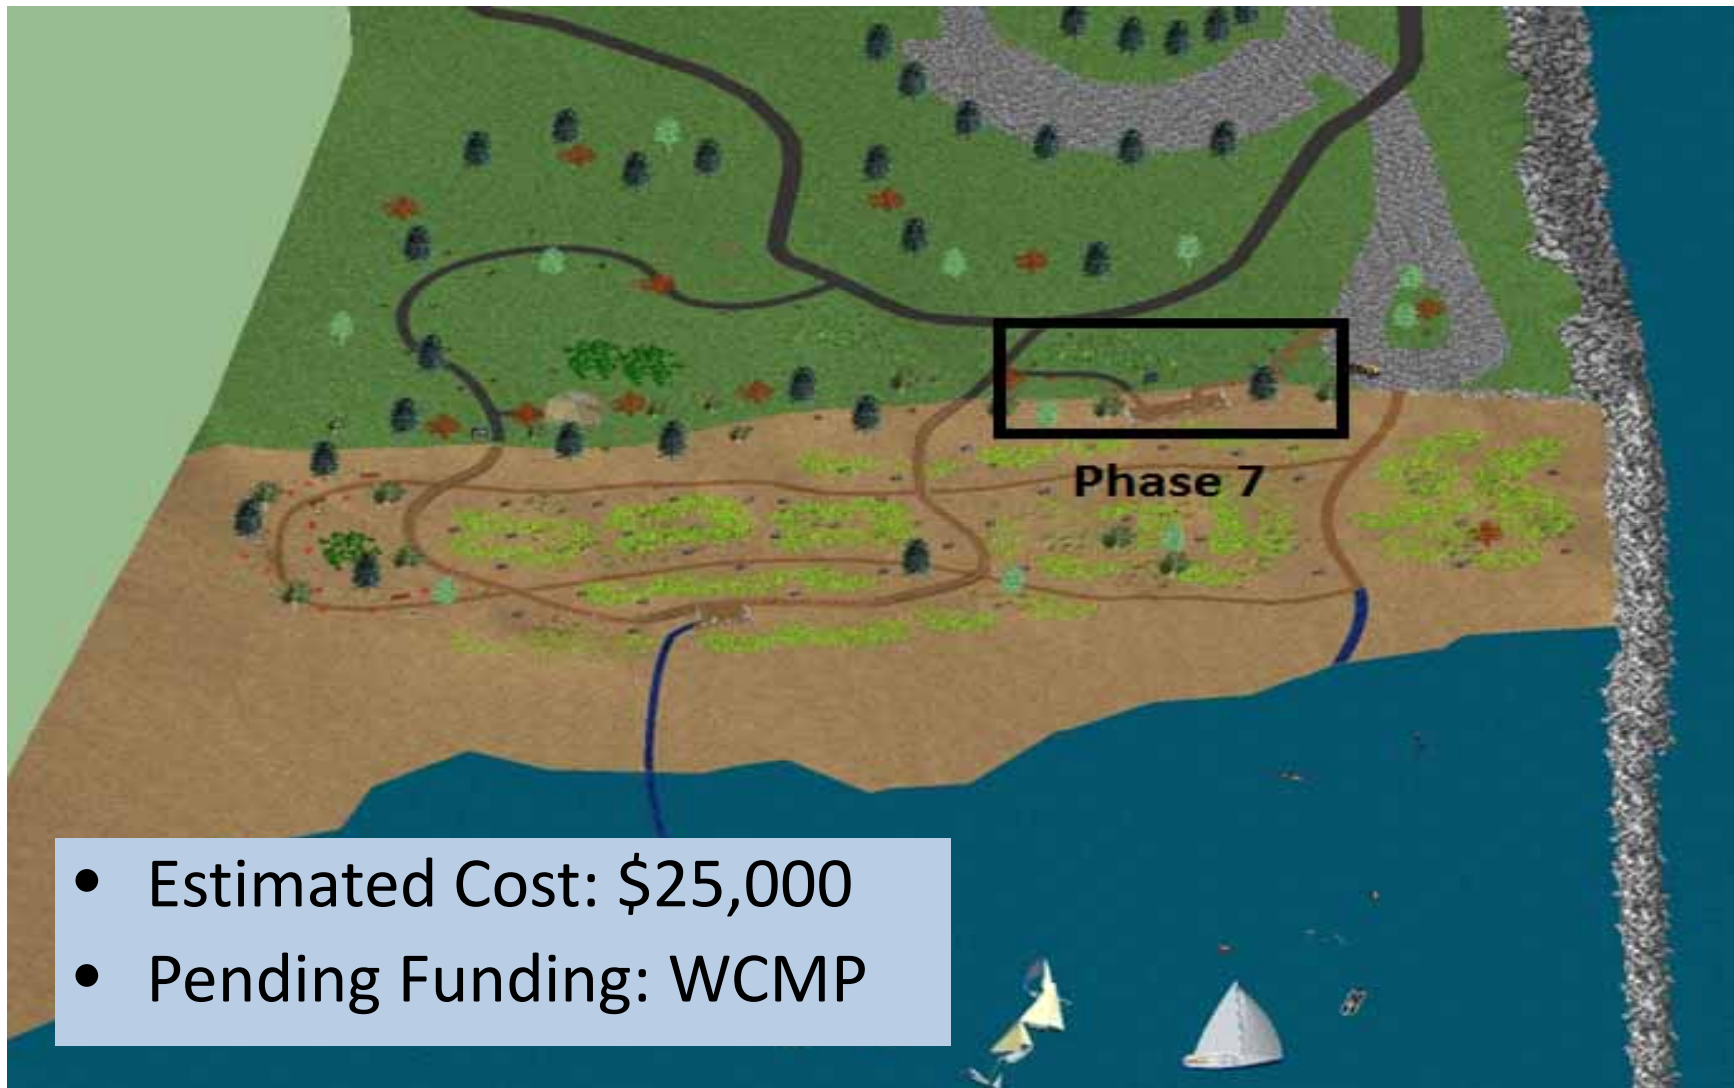 Phase 7
• Estimated Cost: $25,000
• Pending Funding: WCMP